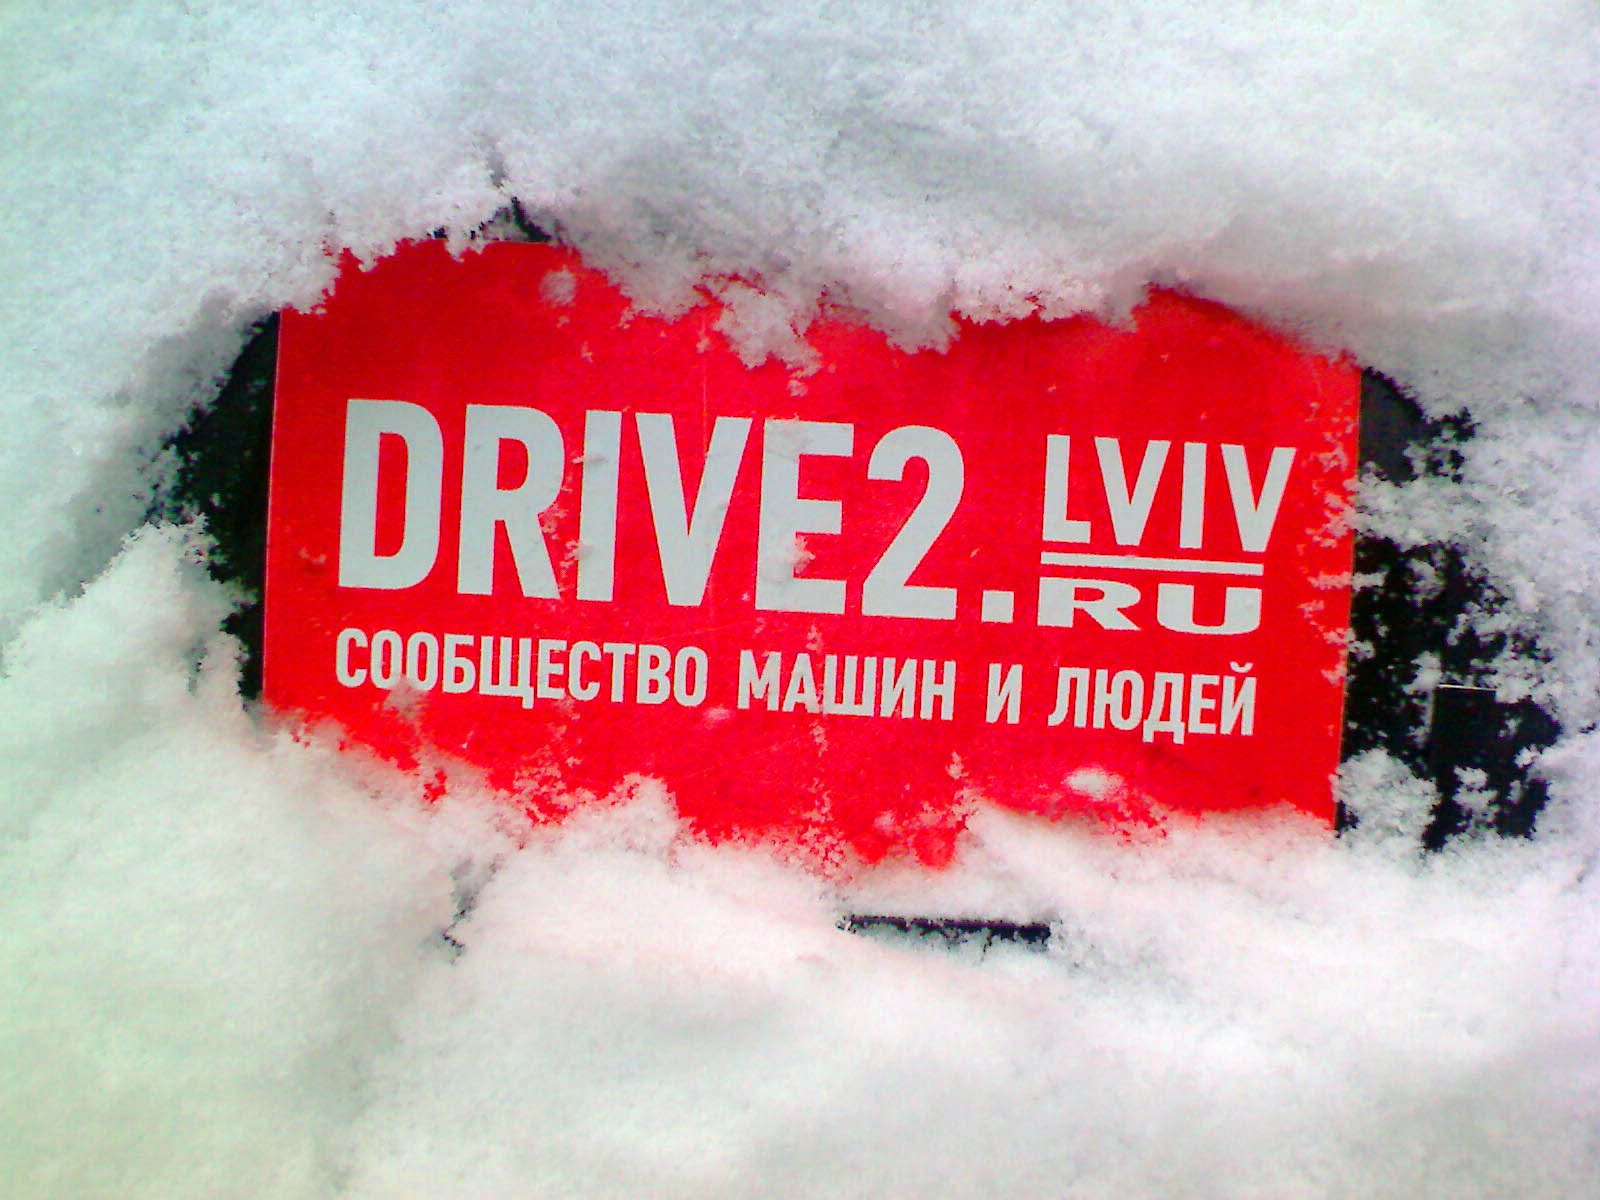 DRIVE2.LVIV
RU
СООБЩЕСТВО МАШИН И ЛЮДЕЙ